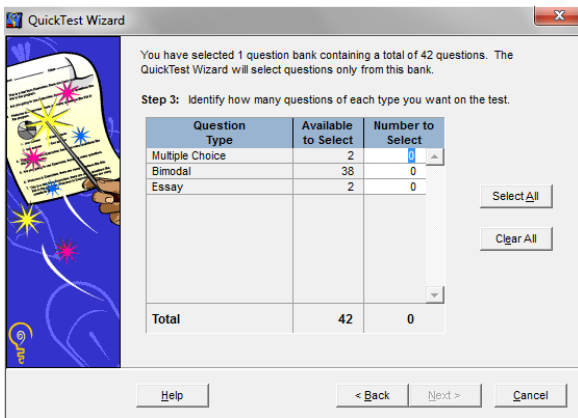 QuickTest Wizard
You have selected 1 question bank containing a total of 42 questions. The
QuickTest Wizard will select questions only from this bank.
Step 3: Identify how many questions of each type you want on the test.
Question Type Available to Select Number to Select
Multiple Choice 2 0
Bimodal 38 0
Essay 2 0
Total 42 0
Select All
Clear All
Help
< Back
Next >
Cancel